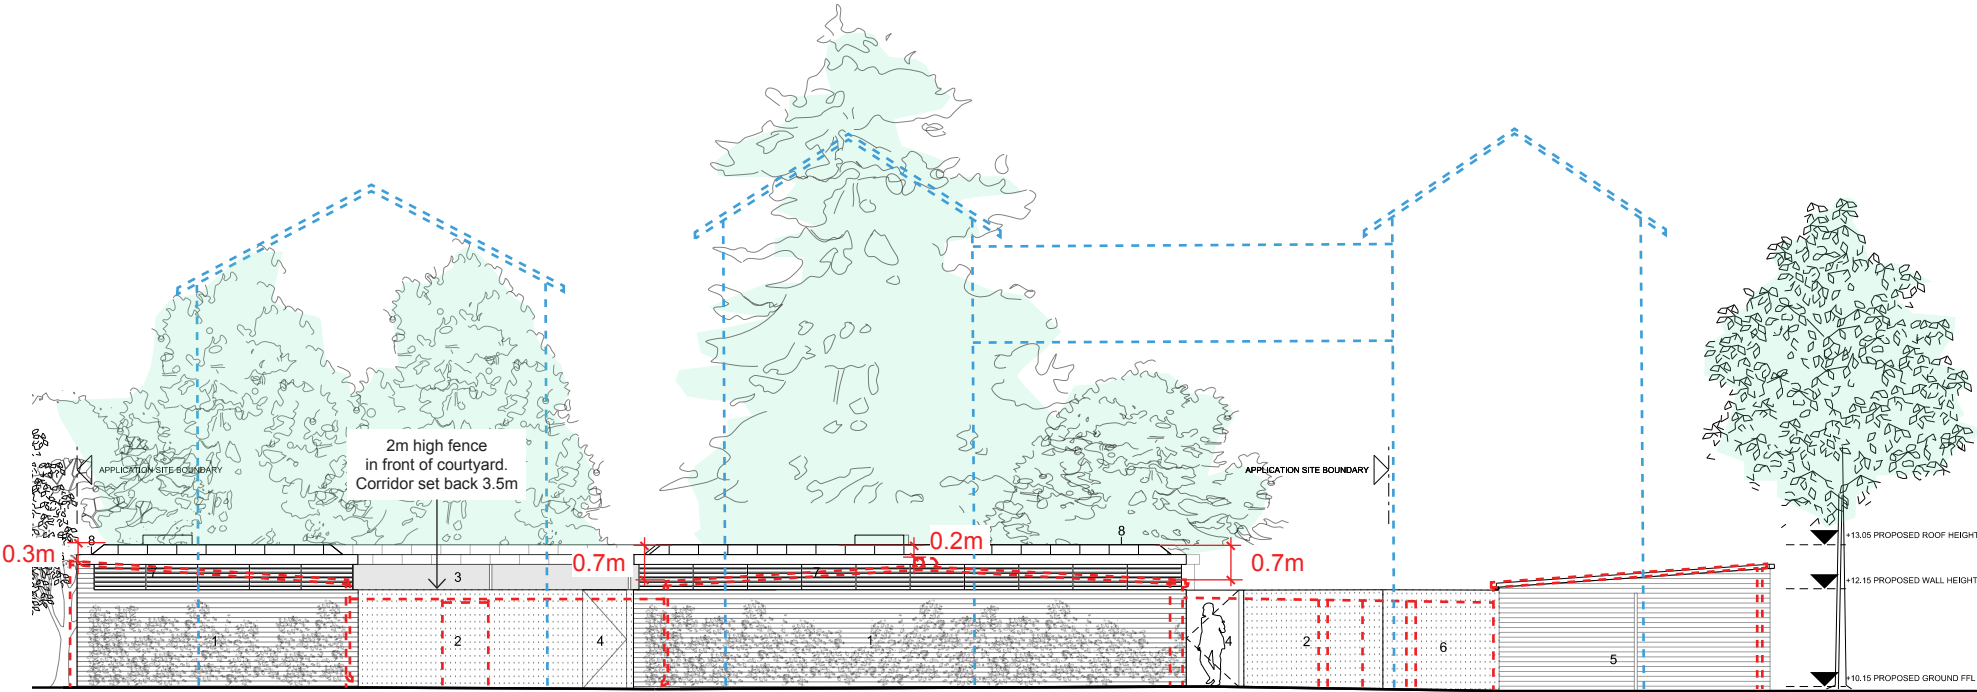 2m high fence
in front of courtyard.
Corridor set back 3.5m
APPLICATION SITE BOUNDARY
APPLICATION SITE BOUNDARY
8
0.3m
7
3
0.7m
7
0.2m
8
0.7m
+13.05 PROPOSED ROOF HEIGHT
+12.15 PROPOSED WALL HEIGHT
1
2
4
1
4
2
6
5
+10.15 PROPOSED GROUND FFL